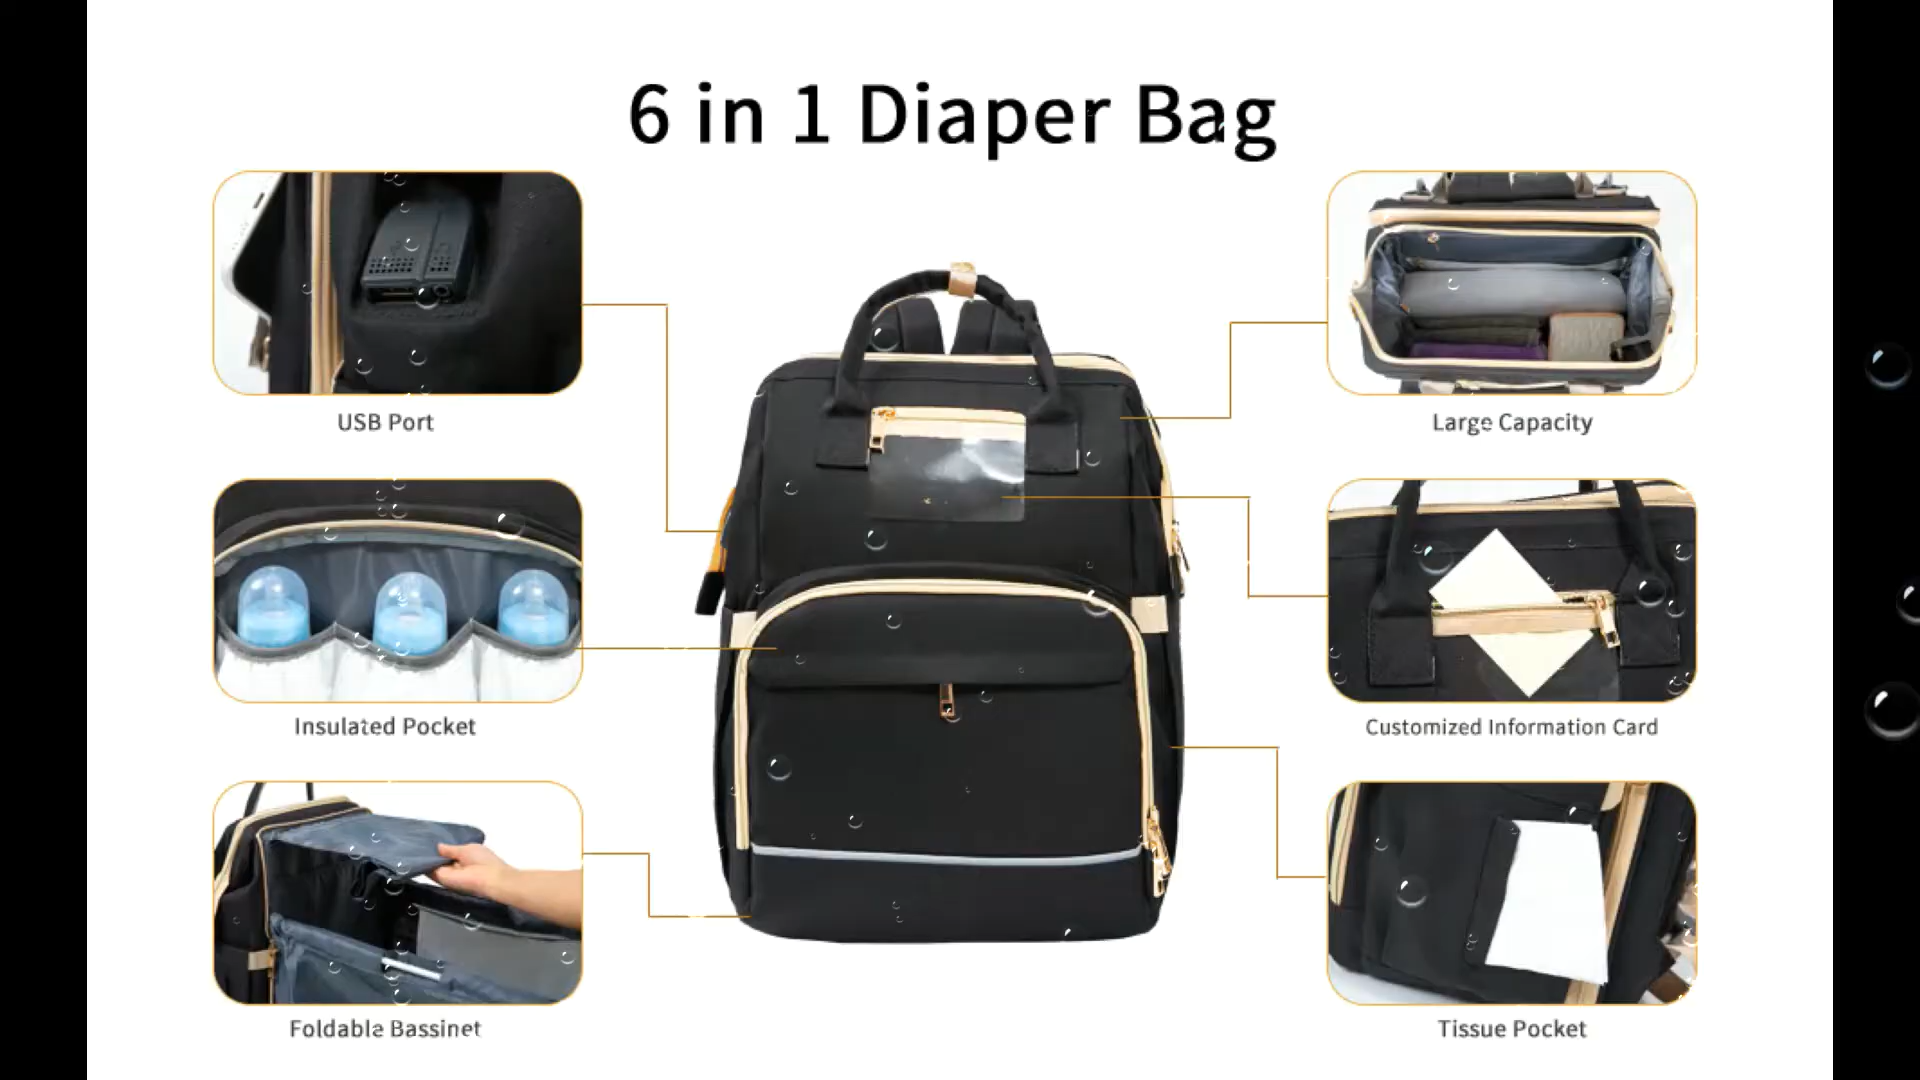 6 in 1 Diaper Bag
USB Port
Large Capacity
Insulated Pocket
Customized Information Card
Foldable Bassinet
Tissue Pocket